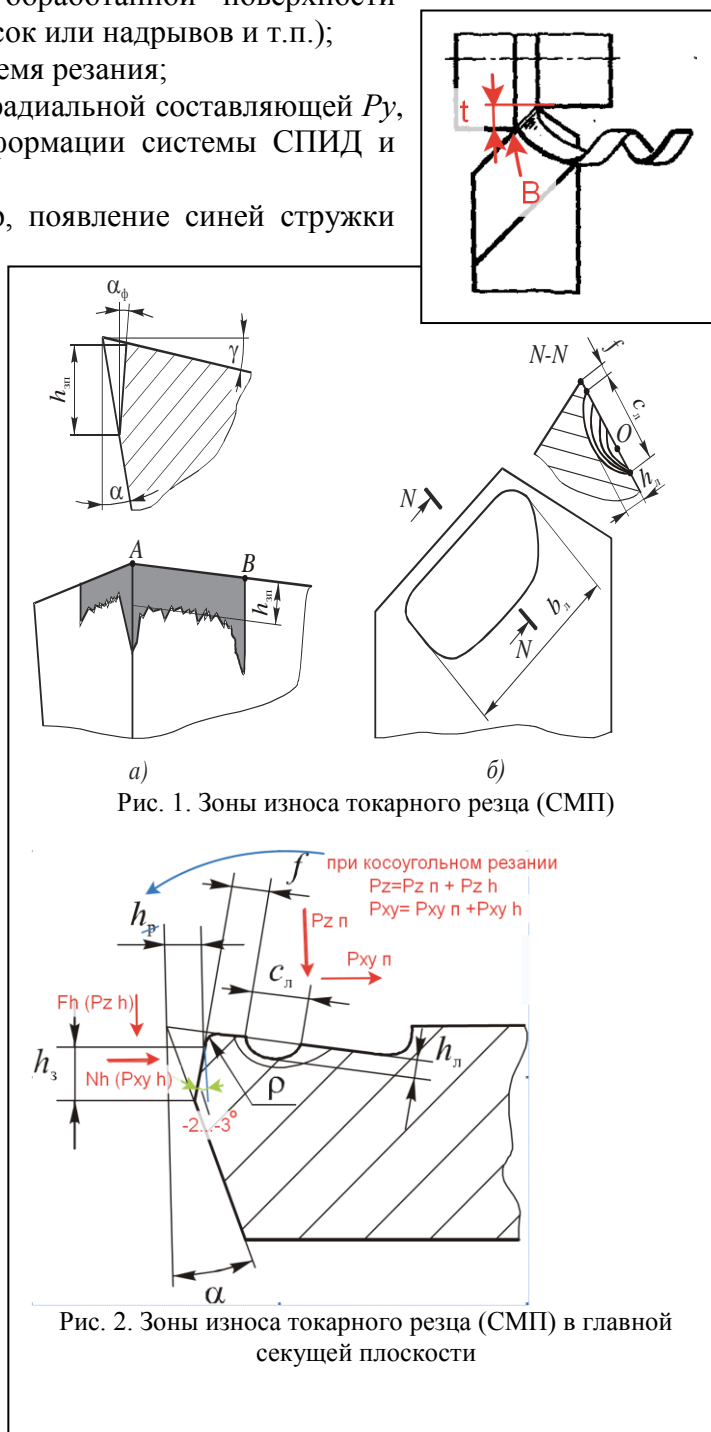 обработанной поверхности
сок или надрывов и т.п.);
емя резания;
радиальной составляющей Py,
формации системы СПИД и
р, появление синей стружки
t
B
αф
γ
hзп
α
N-N
f
cл
O
hл
N
N
bл
A
B
hзп
а)
б)
Рис. 1. Зоны износа токарного резца (СМП)
при косоугольном резании
Pz=Pz п + Pz h
Pxy= Pxy п +Pxy h
f
hр
Pz п
Pxy п
cл
Fh (Pz h)
hз
Nh (Pxy h)
hл
ρ
-2...-3°
α
Рис. 2. Зоны износа токарного резца (СМП) в главной
секущей плоскости